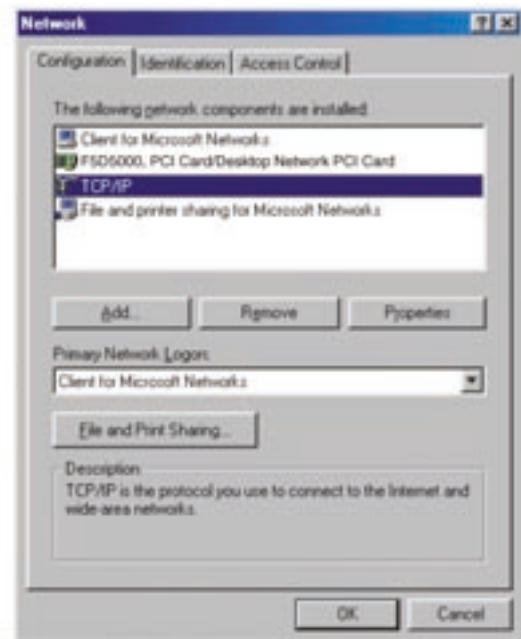 Network
Configuration Identification Access Control
The following network components are installed:
Client for Microsoft Networks
F5D5000, PCI Card/Desktop Network PCI Card
TCP/IP
File and printer sharing for Microsoft Networks
Add... Remove Properties
Primary Network Logon:
Client for Microsoft Networks
File and Print Sharing...
Description
TCP/IP is the protocol you use to connect to the Internet and
wide-area networks.
OK Cancel